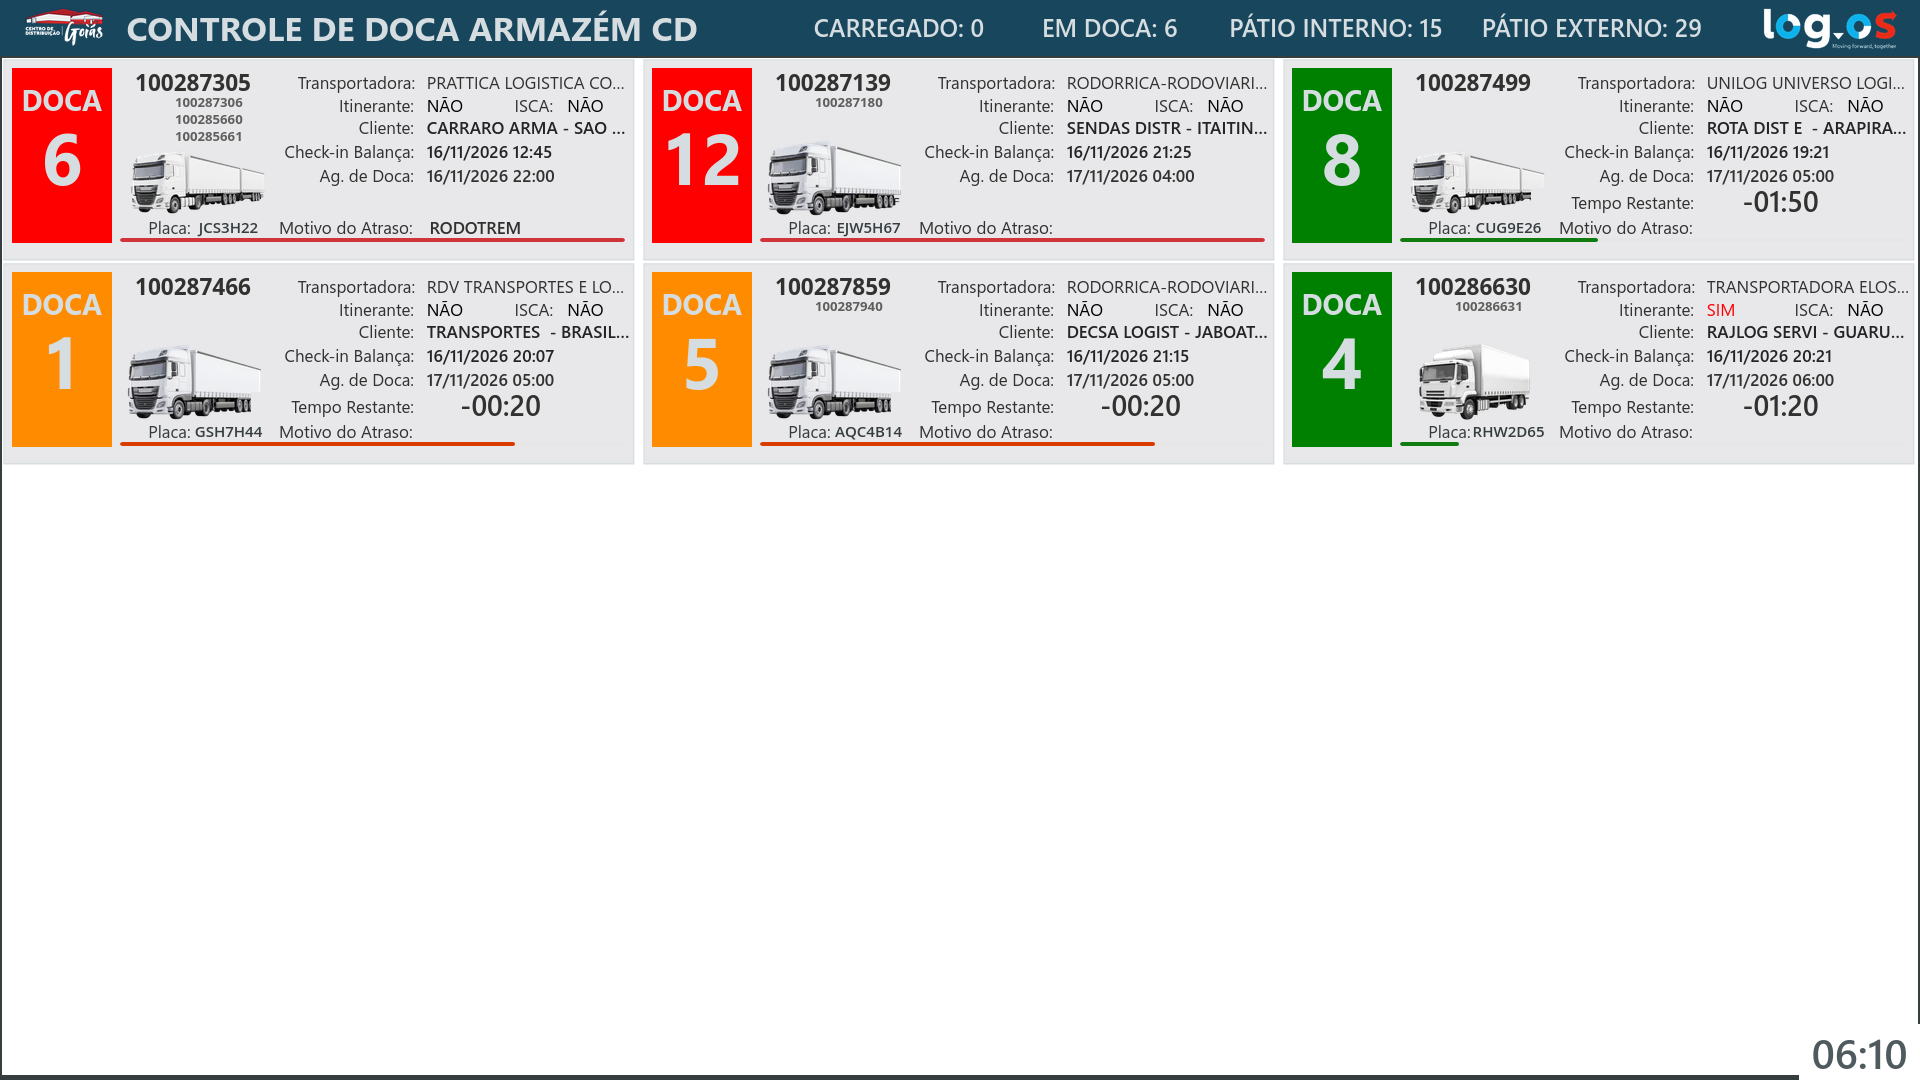 CENTRO DE DISTRIBUIÇÃO Goiás
CONTROLE DE DOCA ARMAZÉM CD
CARREGADO: 0
EM DOCA: 6
PÁTIO INTERNO: 15
PÁTIO EXTERNO: 29
log.os
Moving forward, together
DOCA
6
100287305
100287306
100285660
100285661
Transportadora: PRATTICA LOGISTICA CO...
Itinerante: NÃO ISCA: NÃO
Cliente: CARRARO ARMA - SAO ...
Check-in Balança: 16/11/2026 12:45
Ag. de Doca: 16/11/2026 22:00
Placa: JCS3H22 Motivo do Atraso: RODOTREM
DOCA
12
100287139
100287180
Transportadora: RODORRICA-RODOVIARI...
Itinerante: NÃO ISCA: NÃO
Cliente: SENDAS DISTR - ITAITIN...
Check-in Balança: 16/11/2026 21:25
Ag. de Doca: 17/11/2026 04:00
Placa: EJW5H67 Motivo do Atraso:
DOCA
8
100287499
Transportadora: UNILOG UNIVERSO LOGI...
Itinerante: NÃO ISCA: NÃO
Cliente: ROTA DIST E - ARAPIRA...
Check-in Balança: 16/11/2026 19:21
Ag. de Doca: 17/11/2026 05:00
Tempo Restante: -01:50
Placa: CUG9E26 Motivo do Atraso:
DOCA
1
100287466
Transportadora: RDV TRANSPORTES E LO...
Itinerante: NÃO ISCA: NÃO
Cliente: TRANSPORTES - BRASIL...
Check-in Balança: 16/11/2026 20:07
Ag. de Doca: 17/11/2026 05:00
Tempo Restante: -00:20
Placa: GSH7H44 Motivo do Atraso:
DOCA
5
100287859
100287940
Transportadora: RODORRICA-RODOVIARI...
Itinerante: NÃO ISCA: NÃO
Cliente: DECSA LOGIST - JABOAT...
Check-in Balança: 16/11/2026 21:15
Ag. de Doca: 17/11/2026 05:00
Tempo Restante: -00:20
Placa: AQC4B14 Motivo do Atraso:
DOCA
4
100286630
100286631
Transportadora: TRANSPORTADORA ELOS...
Itinerante: SIM ISCA: NÃO
Cliente: RAJLOG SERVI - GUARU...
Check-in Balança: 16/11/2026 20:21
Ag. de Doca: 17/11/2026 06:00
Tempo Restante: -01:20
Placa: RHW2D65 Motivo do Atraso:
06:10